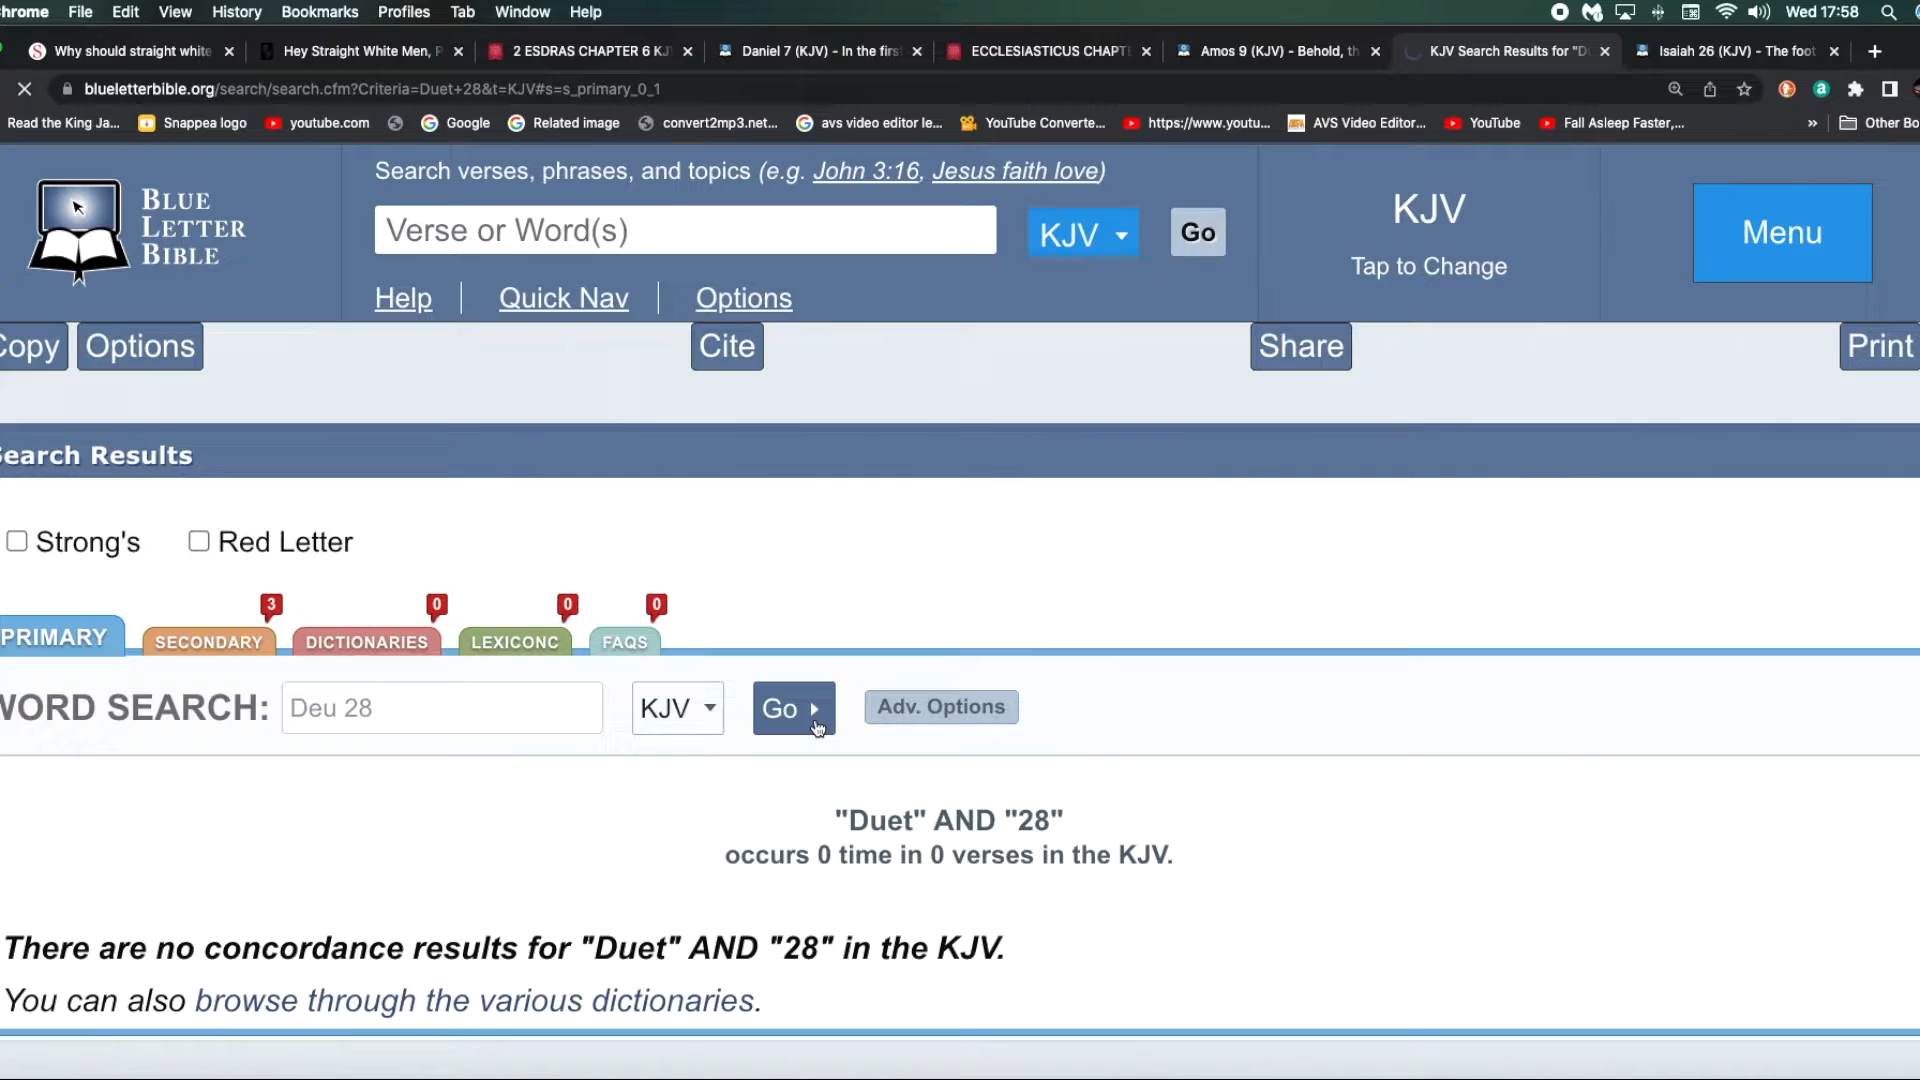 hrome File Edit View History Bookmarks Profiles Tab Window Help Wed 17:58
Why should straight white Hey Straight White Men, P 2 ESDRAS CHAPTER 6 KJ Daniel 7 (KJV) - In the firs ECCLESIASTICUS CHAPT Amos 9 (KJV) - Behold, th KJV Search Results for "D Isaiah 26 (KJV) - The foot
blueletterbible.org/search/search.cfm?Criteria=Duet+28&t=KJV#s=s_primary_0_1
Read the King Ja... Snappea logo youtube.com Google Related image convert2mp3.net... avs video editor le... YouTube Converte... https://www.youtu... AVS Video Editor... YouTube Fall Asleep Faster,... » Other Bo
Search verses, phrases, and topics (e.g. John 3:16, Jesus faith love)
BLUE
LETTER
BIBLE
Verse or Word(s) KJV Go
KJV
Tap to Change
Menu
Help Quick Nav Options
Copy Options Cite Share Print
Search Results
Strong's Red Letter
3 0 0 0
PRIMARY SECONDARY DICTIONARIES LEXICONC FAQS
WORD SEARCH: Deu 28 KJV Go Adv. Options
"Duet" AND "28"
occurs 0 time in 0 verses in the KJV.
There are no concordance results for "Duet" AND "28" in the KJV.
You can also browse through the various dictionaries.